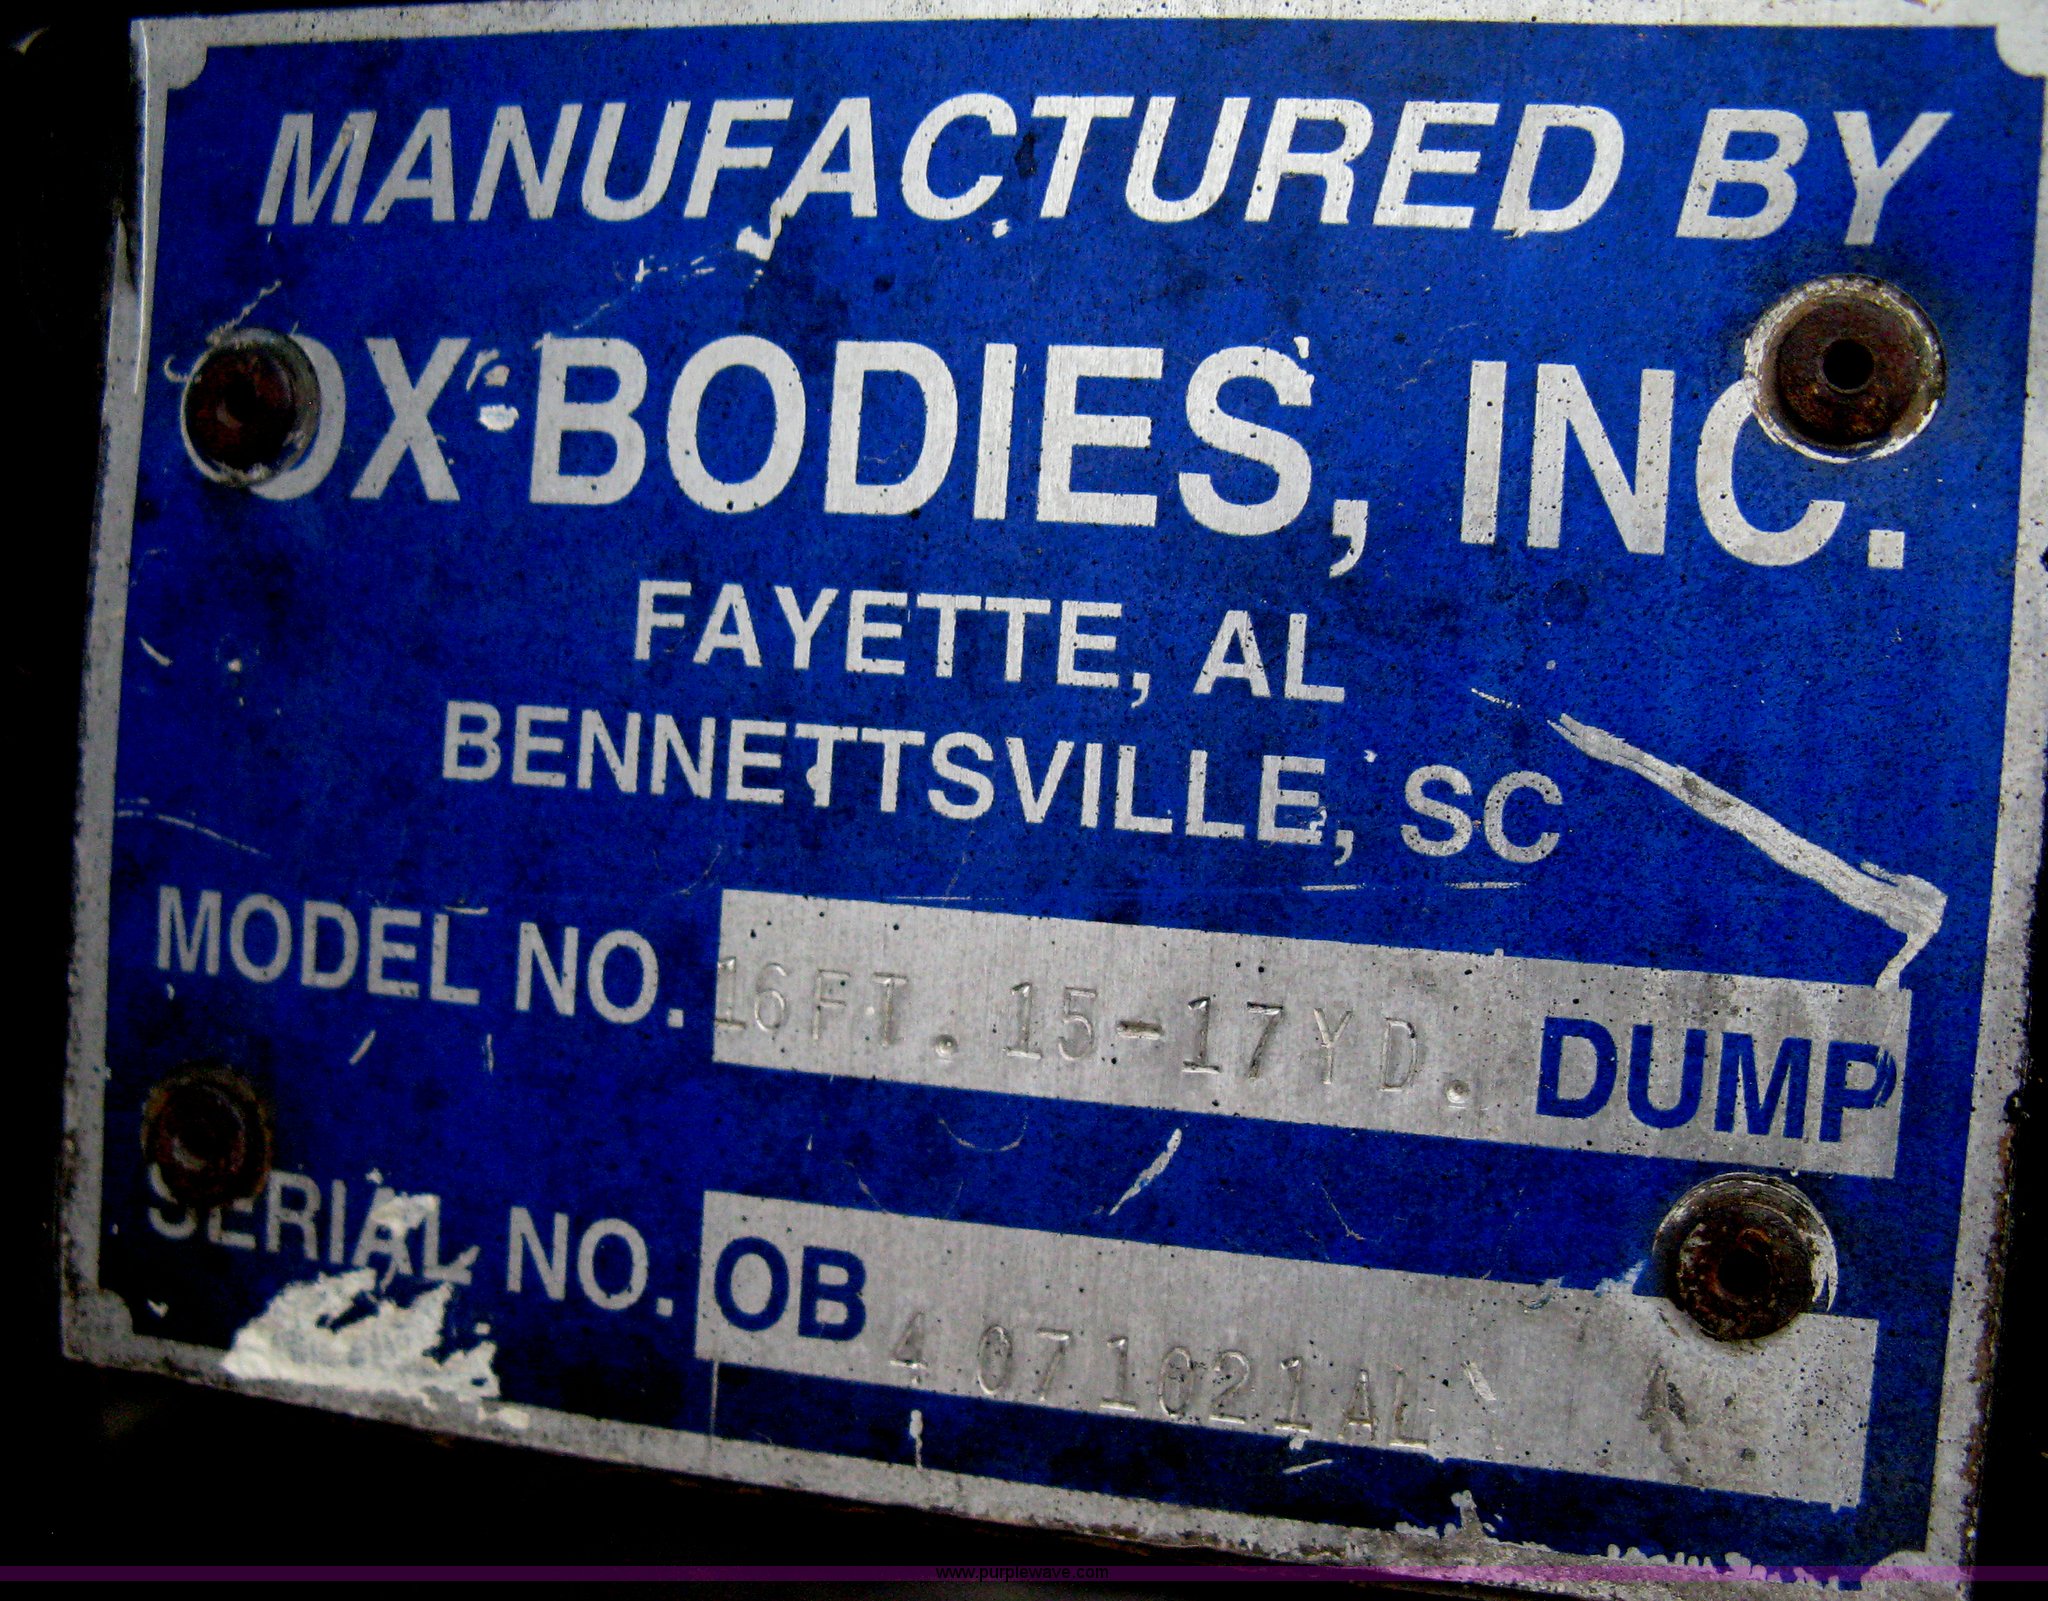 MANUFACTURED BY
OX BODIES, INC.
FAYETTE, AL
BENNETTSVILLE, SC
MODEL NO. 16FT. 15-17YD. DUMP
SERIAL NO. OB 4071021AL
www.purplewave.com